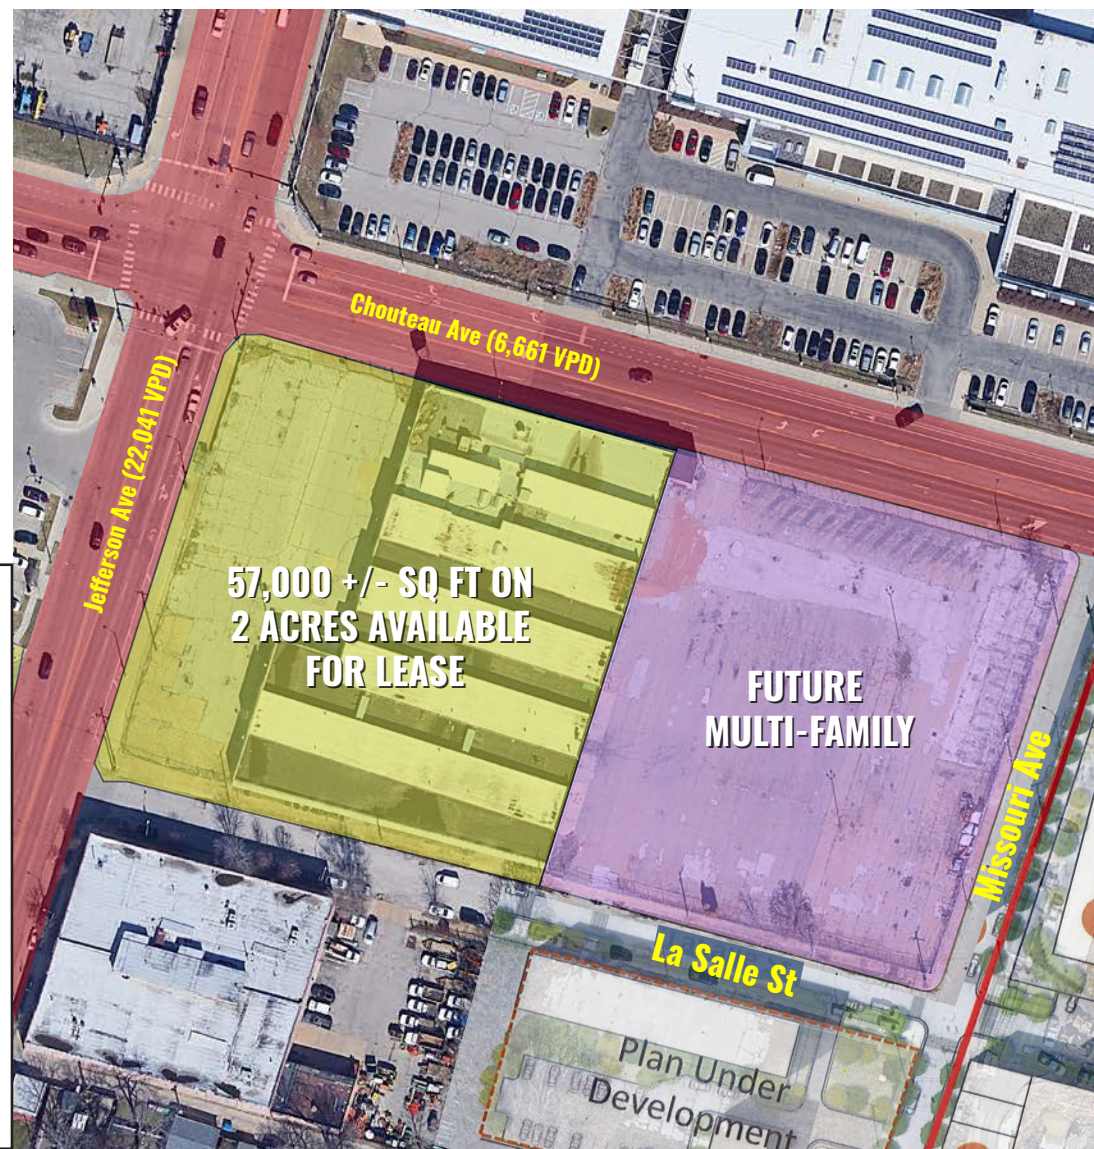 Chouteau Ave (6,661 VPD)
Jefferson Ave (22,041 VPD)
57,000 +/- SQ FT ON
2 ACRES AVAILABLE
FOR LEASE
FUTURE
MULTI-FAMILY
Missouri Ave
La Salle St
Plan Under
Development